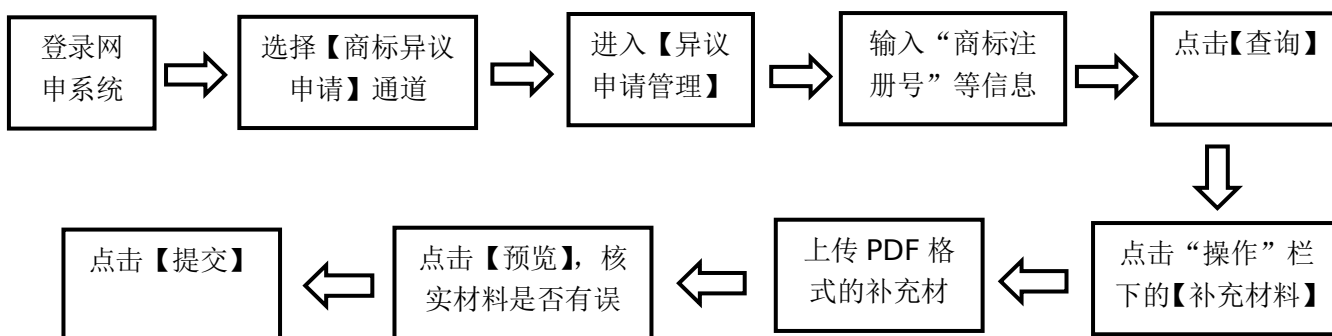 登录网
申系统
选择【商标异议
申请】通道
进入【异议
申请管理】
输入“商标注
册号”等信息
点击【查询】
点击“操作”栏
下的【补充材料】
上传 PDF 格
式的补充材
点击【预览】，核
实材料是否有误
点击【提交】